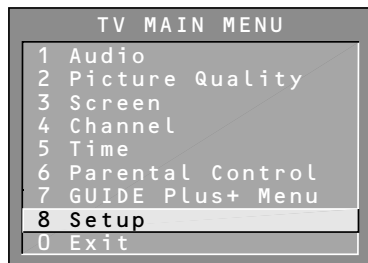 TV MAIN MENU
1 Audio
2 Picture Quality
3 Screen
4 Channel
5 Time
6 Parental Control
7 GUIDE Plus+ Menu
8 Setup
0 Exit